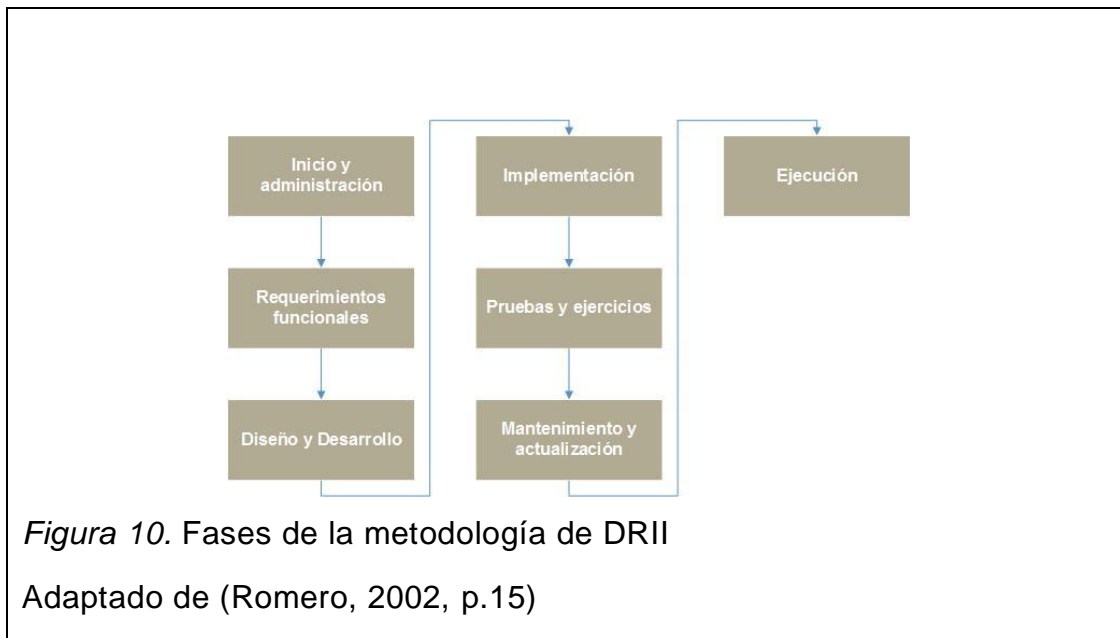 Inicio y
administración
Requerimientos
funcionales
Diseño y Desarrollo
Implementación
Pruebas y ejercicios
Mantenimiento y
actualización
Ejecución
Figura 10. Fases de la metodología de DRII
Adaptado de (Romero, 2002, p.15)